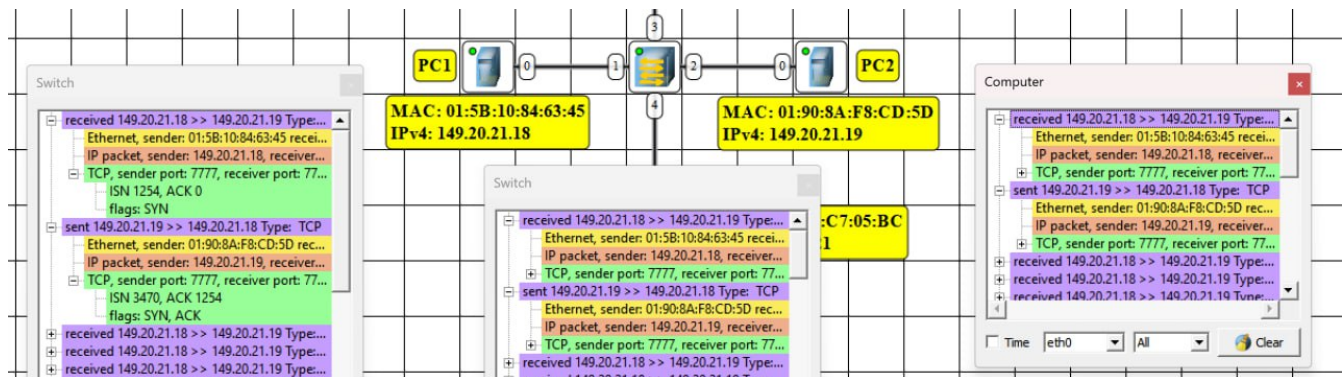 3
PC1
0
1
2
0
PC2
4
MAC: 01:5B:10:84:63:45
IPv4: 149.20.21.18
MAC: 01:90:8A:F8:CD:5D
IPv4: 149.20.21.19
:C7:05:BC
1
Switch
received 149.20.21.18 >> 149.20.21.19 Type:...
Ethernet, sender: 01:5B:10:84:63:45 recei...
IP packet, sender: 149.20.21.18, receiver...
TCP, sender port: 7777, receiver port: 77...
ISN 1254, ACK 0
flags: SYN
sent 149.20.21.19 >> 149.20.21.18 Type: TCP
Ethernet, sender: 01:90:8A:F8:CD:5D rec...
IP packet, sender: 149.20.21.19, receiver...
TCP, sender port: 7777, receiver port: 77...
ISN 3470, ACK 1254
flags: SYN, ACK
received 149.20.21.18 >> 149.20.21.19 Type:...
received 149.20.21.18 >> 149.20.21.19 Type:...
received 149.20.21.18 >> 149.20.21.19 Type:...
Switch
received 149.20.21.18 >> 149.20.21.19 Type:...
Ethernet, sender: 01:5B:10:84:63:45 recei...
IP packet, sender: 149.20.21.18, receiver...
TCP, sender port: 7777, receiver port: 77...
sent 149.20.21.19 >> 149.20.21.18 Type: TCP
Ethernet, sender: 01:90:8A:F8:CD:5D rec...
IP packet, sender: 149.20.21.19, receiver...
TCP, sender port: 7777, receiver port: 77...
received 149.20.21.18 >> 149.20.21.19 Type:...
Computer
received 149.20.21.18 >> 149.20.21.19 Type:...
Ethernet, sender: 01:5B:10:84:63:45 recei...
IP packet, sender: 149.20.21.18, receiver...
TCP, sender port: 7777, receiver port: 77...
sent 149.20.21.19 >> 149.20.21.18 Type: TCP
Ethernet, sender: 01:90:8A:F8:CD:5D rec...
IP packet, sender: 149.20.21.19, receiver...
TCP, sender port: 7777, receiver port: 77...
received 149.20.21.18 >> 149.20.21.19 Type:...
received 149.20.21.18 >> 149.20.21.19 Type:...
received 149.20.21.18 >> 149.20.21.19 Type:...
Time eth0 All Clear